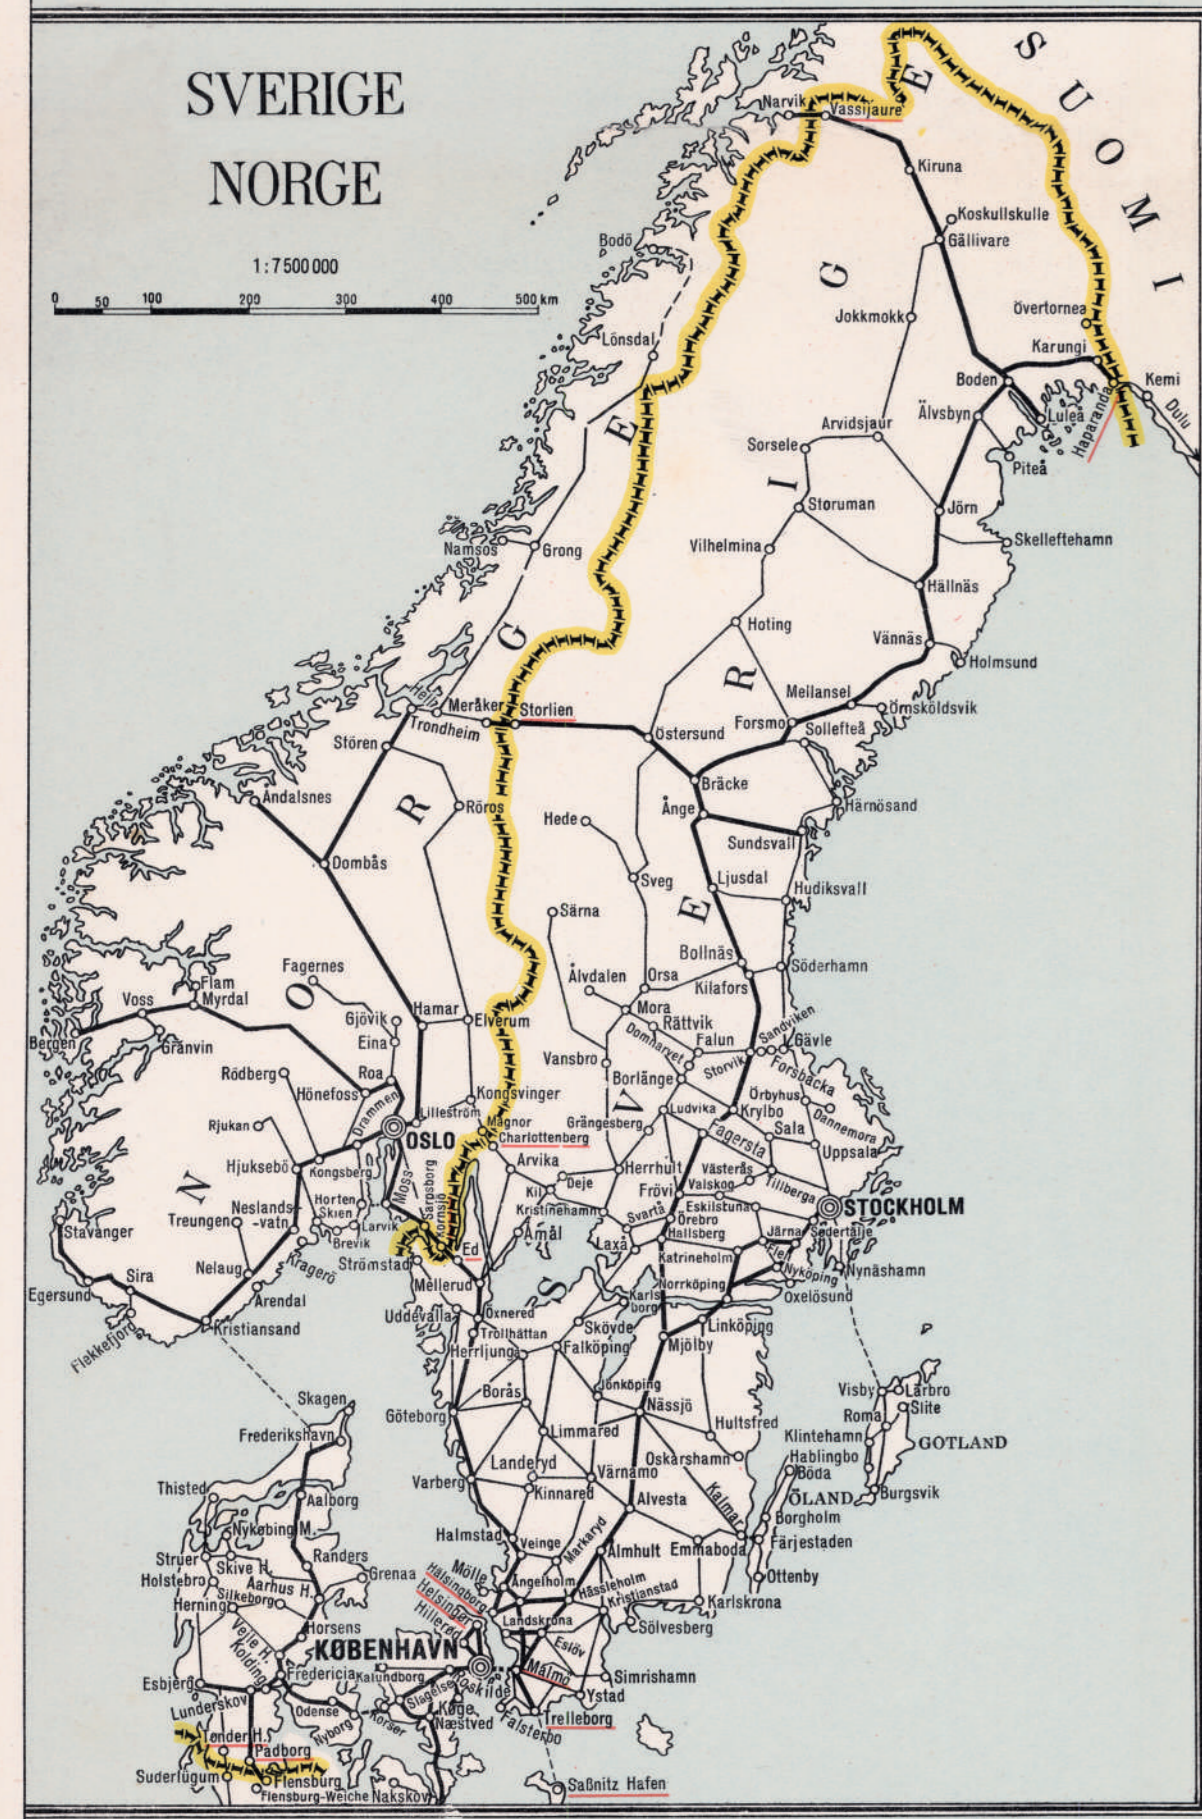 SVERIGE
NORGE
1:7500000
0 50 100 200 300 400 500 km
SUOMI
NORGE
SVERIGE
Narvik
Vassijaure
Kiruna
Koskullskulle
Gällivare
Bodö
Jokkmokk
Övertornea
Lönsdal
Karungi
Boden
Kemi
Dulu
Haparanda
Älvsbyn
Luleå
Arvidsjaur
Sorsele
Piteå
Storuman
Jörn
Namsos
Grong
Vilhelmina
Skelleftehamn
Hällnäs
Hoting
Vännäs
Holmsund
Hell
Meråker
Storlien
Mellansel
Örnsköldsvik
Trondheim
Forsmo
Sollefteå
Östersund
Stören
Bräcke
Åndalsnes
Röros
Ånge
Härnösand
Hede
Sundsvall
Dombås
Sveg
Ljusdal
Hudiksvall
Särna
Bollnäs
Fagernes
Älvdalen
Orsa
Kilafors
Söderhamn
Flam
Myrdal
Voss
Gjövik
Hamar
Elverum
Mora
Rättvik
Sandviken
Bergen
Granvin
Eina
Domnarvet
Falun
Storvik
Gävle
Forsbacka
Vansbro
Rödberg
Roa
Hönefoss
Borlänge
Kongsvinger
Örbyhus
Dannemora
Drammen
Lilleström
Magnor
Grängesberg
Ludvika
Krylbo
Rjukan
OSLO
Charlottenberg
Fagersta
Sala
Uppsala
Hjuksebö
Kongsberg
Arvika
Herrhult
Västerås
Tillberga
Moss
Sarpsborg
Kornsjö
Kil
Deje
Frövi
Valskog
Neslands-
-vatn
Horten
Skien
Treungen
Larvik
Brevik
Kristinehamn
Svartå
Örebro
Eskilstuna
STOCKHOLM
Stavanger
Kragerö
Åmål
Hallsberg
Järna
Södertälje
Laxå
Katrineholm
Flen
Ed
Strömstad
Nynäshamn
Sira
Nelaug
Arendal
Mellerud
Norrköping
Nyköping
Oxelösund
Egersund
Karls
borg
Uddevalla
Öxnered
Flekkefjord
Kristiansand
Trollhättan
Skövde
Linköping
Herrljunga
Falköping
Mjölby
Skagen
Borås
Jönköping
Visby
Lärbro
Göteborg
Nässjö
Slite
Roma
Frederikshavn
Limmared
Hultsfred
Klintehamn
GOTLAND
Oskarshamn
Hablingbo
Thisted
Landeryd
Värnamo
Böda
Varberg
Kinnared
ÖLAND
Burgsvik
Aalborg
Alvesta
Kalmar
Borgholm
Nykøbing M.
Halmstad
Veinge
Markaryd
Älmhult
Emmaboda
Färjestaden
Struer
Skive H.
Randers
Holstebro
Aarhus H.
Grenaa
Mölle
Ottenby
Silkeborg
Hälsingborg
Ängelholm
Hässleholm
Kristianstad
Karlskrona
Herning
Helsingør
Hillerød
Landskrona
Sölvesberg
Horsens
Vejle H.
KØBENHAVN
Eslöv
Kolding
Esbjerg
Fredericia
Kalundborg
Roskilde
Malmö
Simrishamn
Lunderskov
Slagelse
Ystad
Odense
Nyborg
Korsør
Køge
Næstved
Falsterbo
Trelleborg
Tønder H.
Padborg
Suderlügum
Flensburg
Flensburg-Weiche
Nakskov
Saßnitz Hafen